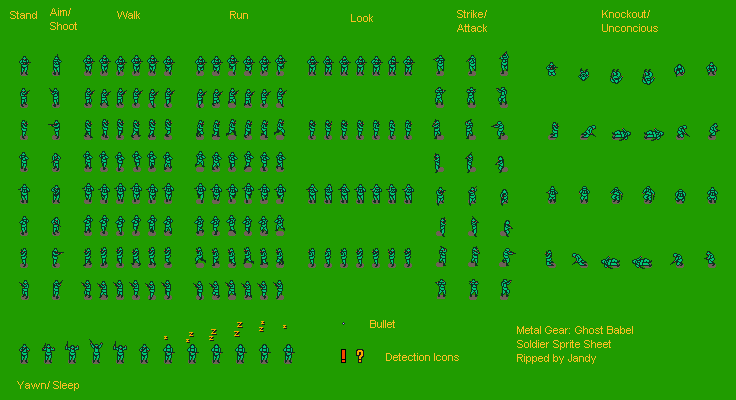 Stand
Aim/
Shoot
Walk
Run
Look
Strike/
Attack
Knockout/
Unconcious
z
z
z
z
z
z
z
z
z
z
Bullet
! ?
Detection Icons
Metal Gear: Ghost Babel
Soldier Sprite Sheet
Ripped by Jandy
Yawn/Sleep